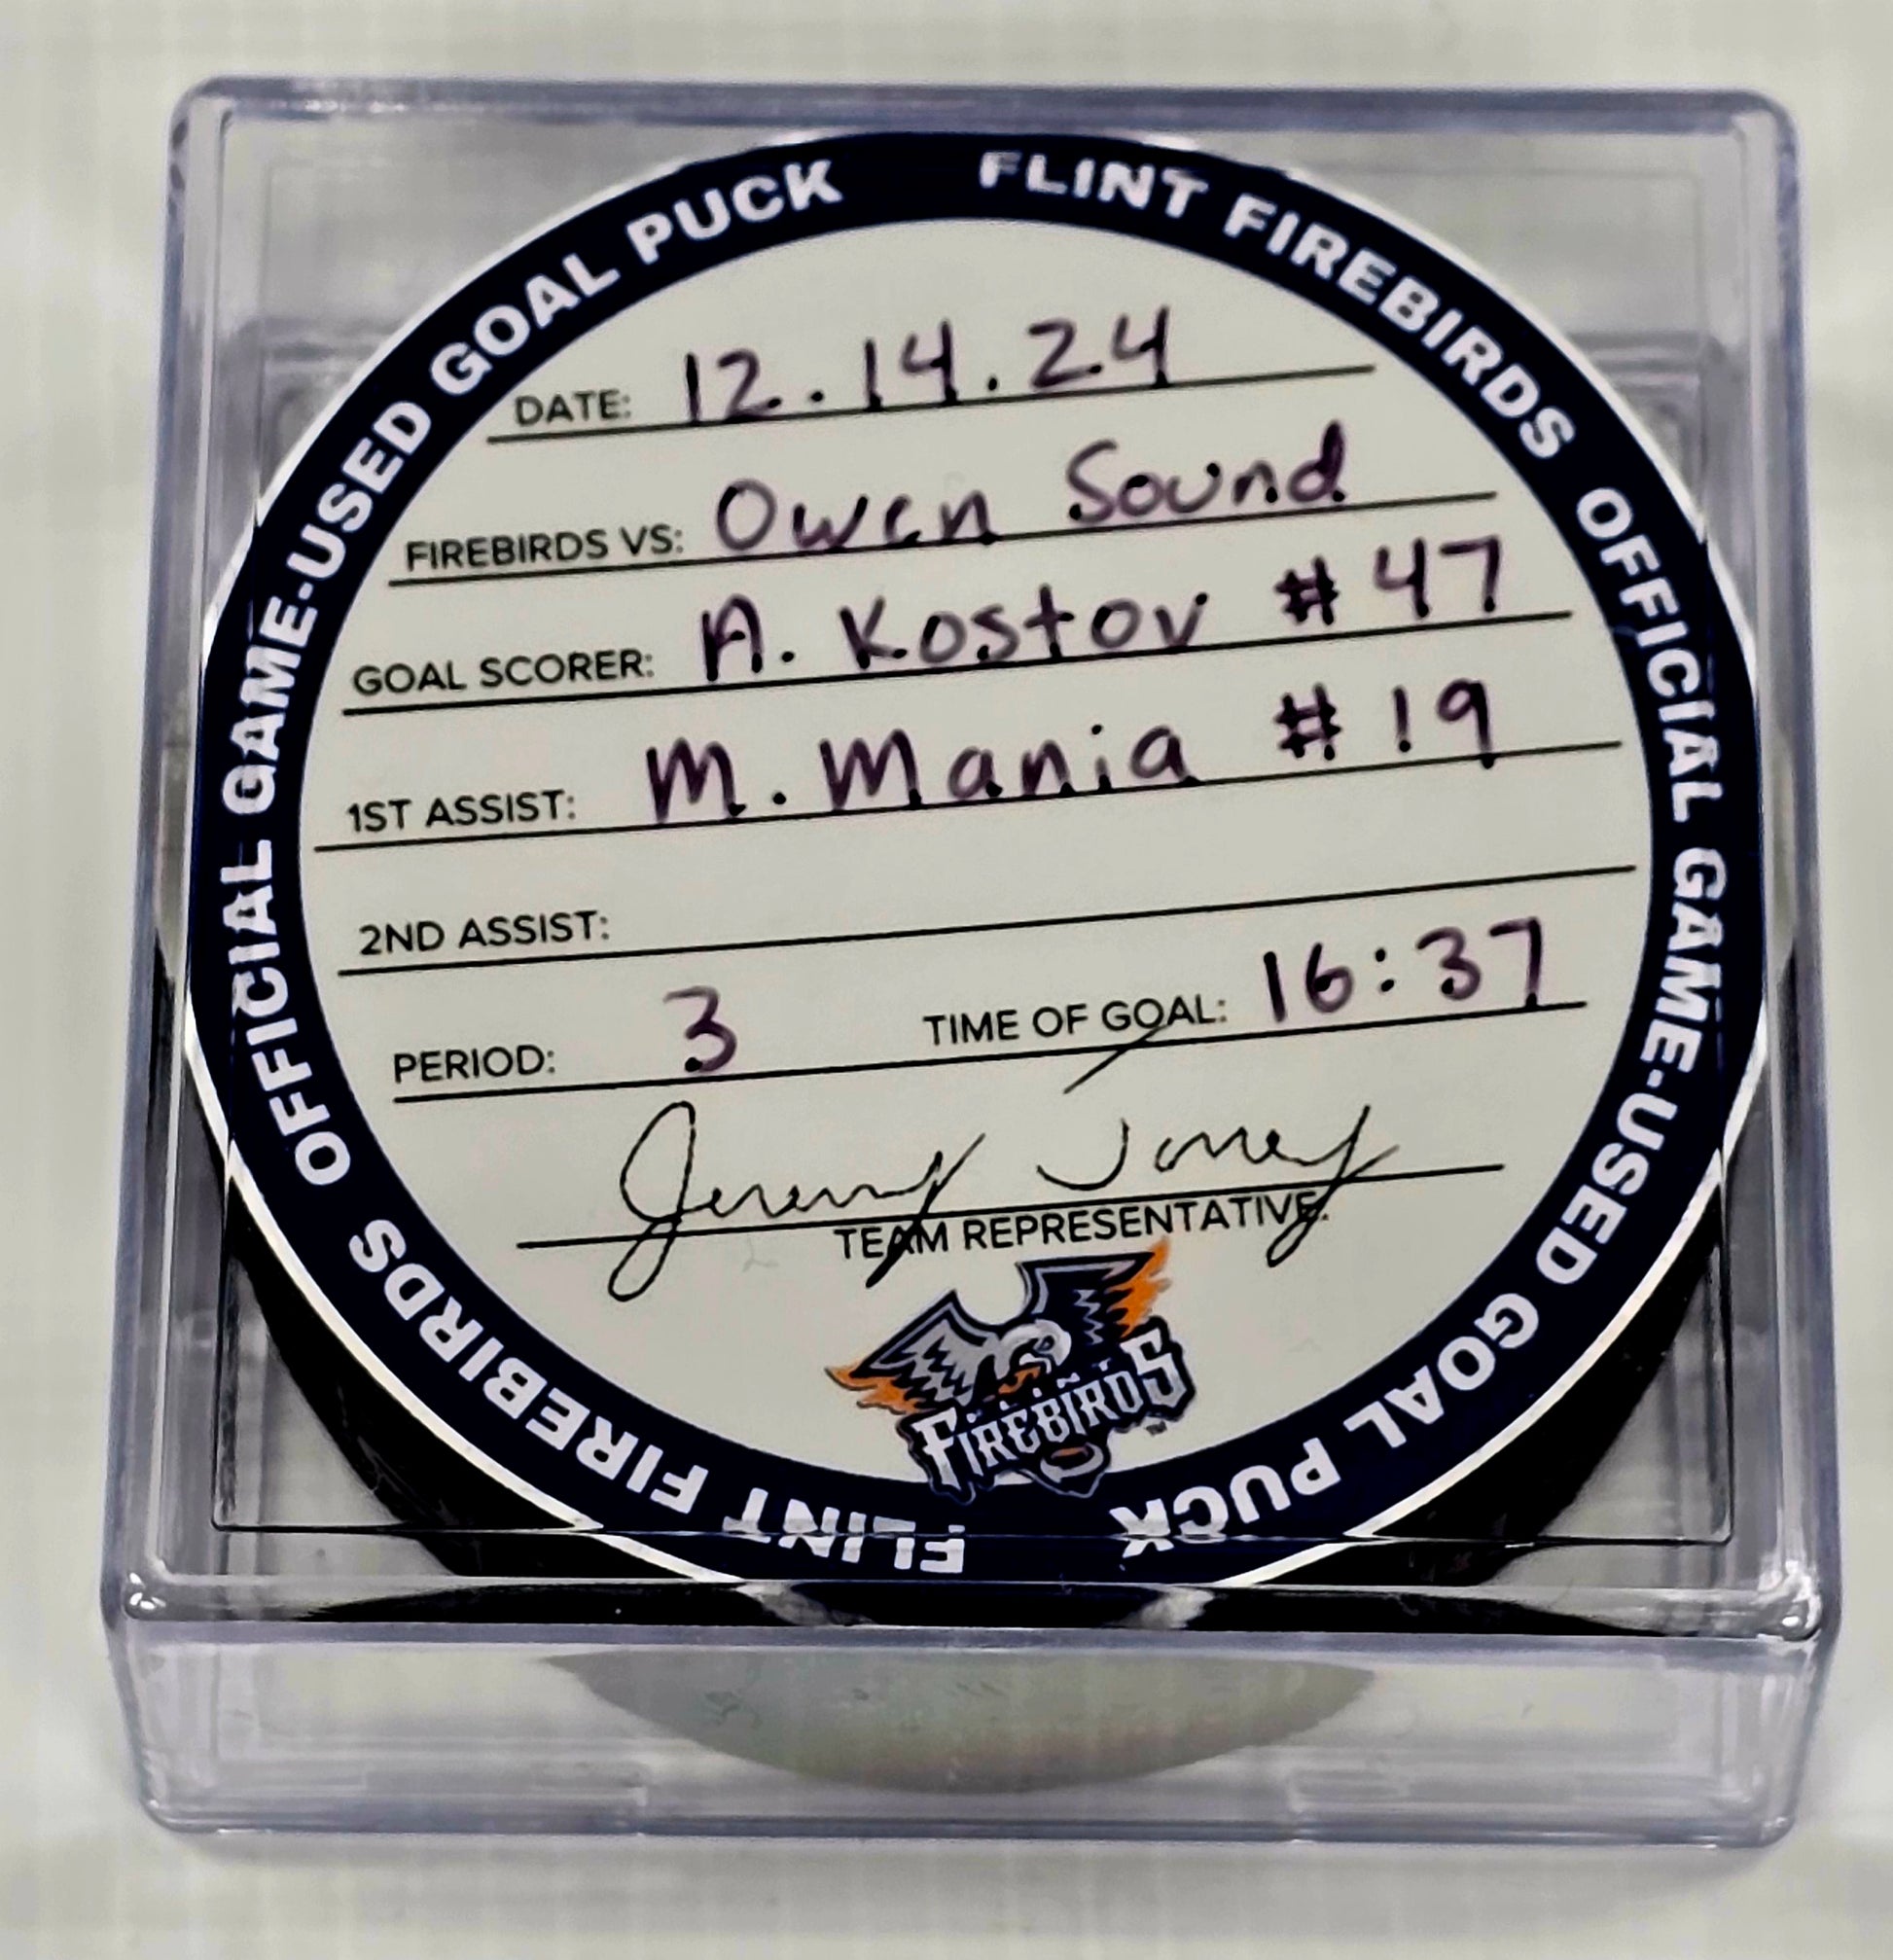 FLINT FIREBIRDS OFFICIAL GAME-USED GOAL PUCK
FLINT FIREBIRDS OFFICIAL GAME-USED GOAL PUCK
DATE: 12.14.24
FIREBIRDS VS: Owen Sound
GOAL SCORER: A. Kostov #47
1ST ASSIST: M. Mania #19
2ND ASSIST:
PERIOD: 3 TIME OF GOAL: 16:37
Jeremy Torrey
TEAM REPRESENTATIVE:
FIREBIRDS